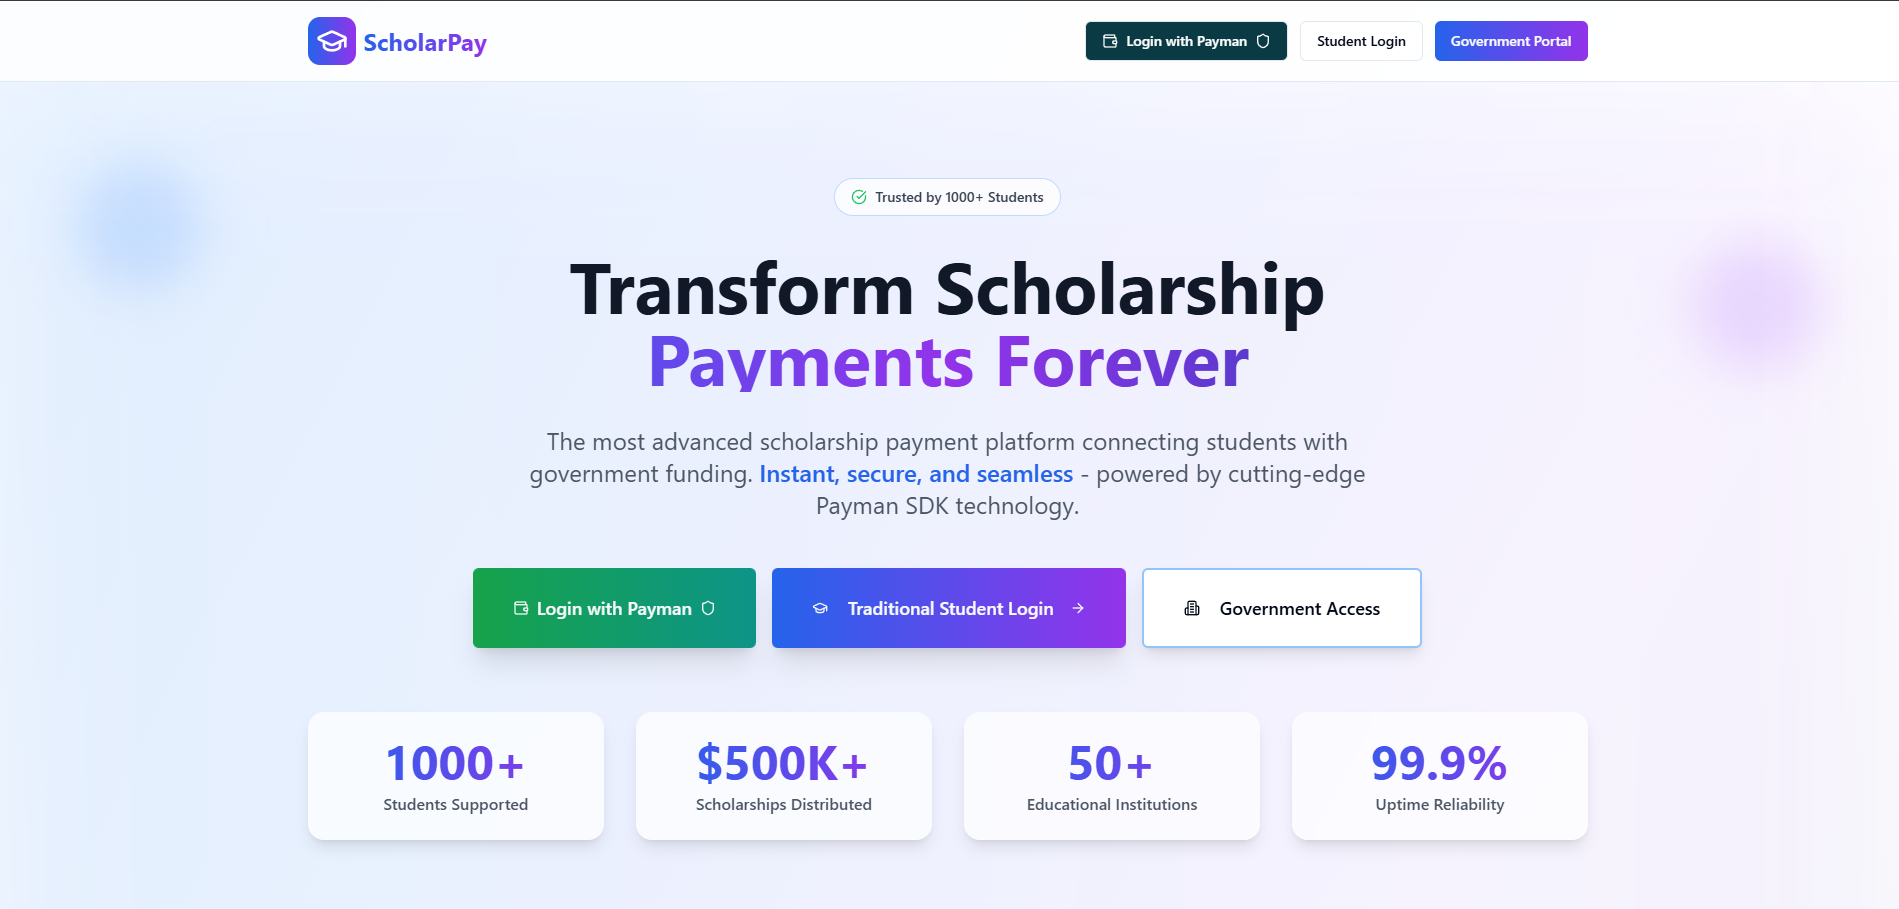 ScholarPay
Login with Payman
Student Login
Government Portal
Trusted by 1000+ Students
Transform Scholarship
Payments Forever
The most advanced scholarship payment platform connecting students with
government funding. Instant, secure, and seamless - powered by cutting-edge
Payman SDK technology.
Login with Payman
Traditional Student Login
Government Access
1000+
Students Supported
$500K+
Scholarships Distributed
50+
Educational Institutions
99.9%
Uptime Reliability